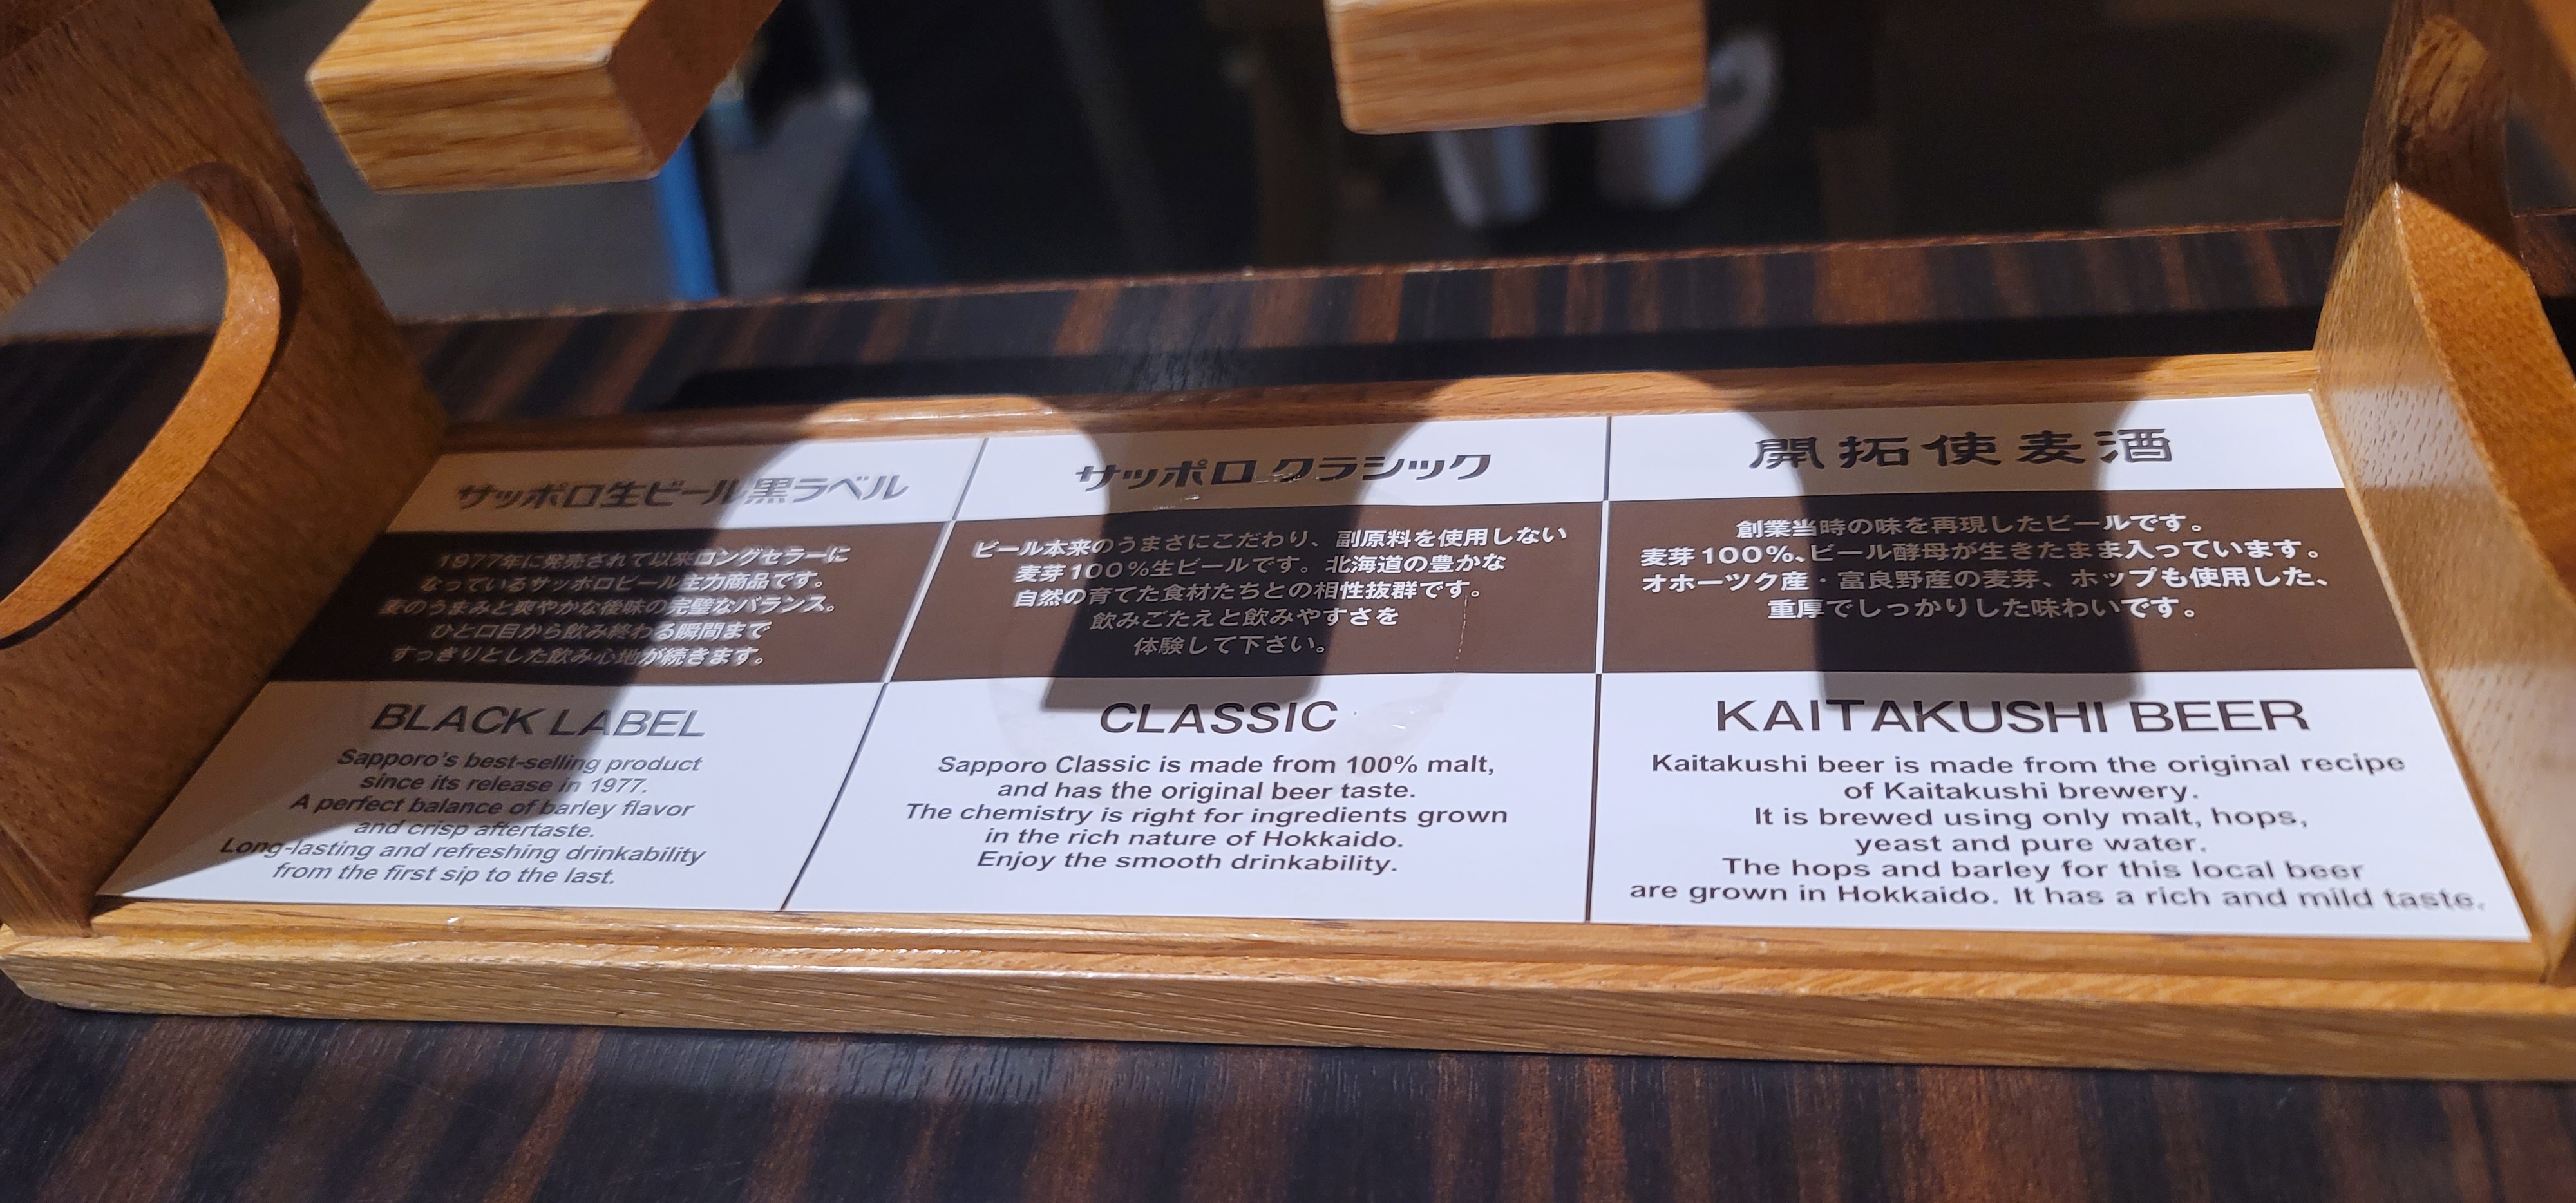 サッポロ生ビール黒ラベル
1977年に発売されて以来ロングセラーに
なっているサッポロビール主力商品です。
麦のうまみと爽やかな後味の完璧なバランス。
ひと口目から飲み終わる瞬間まで
すっきりとした飲み心地が続きます。
BLACK LABEL
Sapporo's best-selling product
since its release in 1977.
A perfect balance of barley flavor
and crisp aftertaste.
Long-lasting and refreshing drinkability
from the first sip to the last.
サッポロ クラシック
ビール本来のうまさにこだわり、副原料を使用しない
麦芽100%生ビールです。北海道の豊かな
自然の育てた食材たちとの相性抜群です。
飲みごたえと飲みやすさを
体験して下さい。
CLASSIC
Sapporo Classic is made from 100% malt,
and has the original beer taste.
The chemistry is right for ingredients grown
in the rich nature of Hokkaido.
Enjoy the smooth drinkability.
開拓使麦酒
創業当時の味を再現したビールです。
麦芽100%、ビール酵母が生きたまま入っています。
オホーツク産・富良野産の麦芽、ホップも使用した、
重厚でしっかりした味わいです。
KAITAKUSHI BEER
Kaitakushi beer is made from the original recipe
of Kaitakushi brewery.
It is brewed using only malt, hops,
yeast and pure water.
The hops and barley for this local beer
are grown in Hokkaido. It has a rich and mild taste.